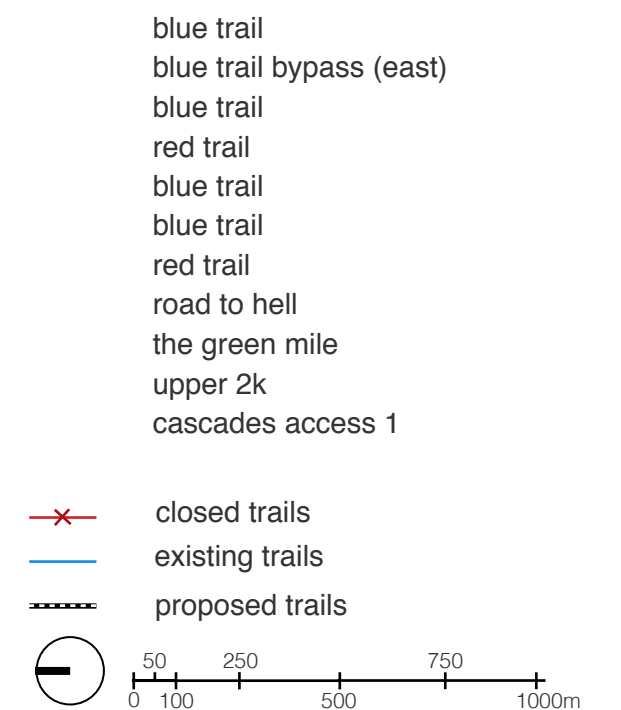 blue trail
blue trail bypass (east)
blue trail
red trail
blue trail
blue trail
red trail
road to hell
the green mile
upper 2k
cascades access 1
closed trails
existing trails
proposed trails
50 250 750
0 100 500 1000m